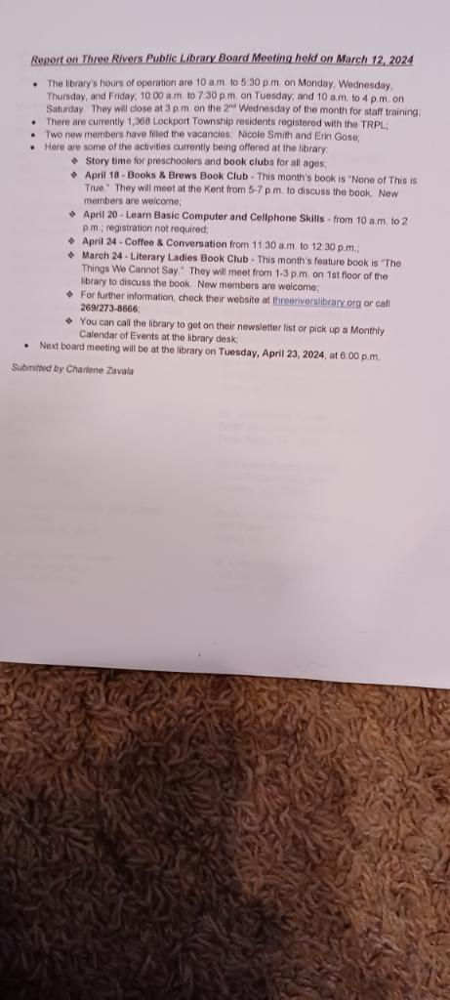 Report on Three Rivers Public Library Board Meeting held on March 12, 2024
• The library's hours of operation are 10 a.m. to 5:30 p.m. on Monday, Wednesday,
Thursday, and Friday; 10:00 a.m. to 7:30 p.m. on Tuesday; and 10 a.m. to 4 p.m. on
Saturday. They will close at 3 p.m. on the 2nd Wednesday of the month for staff training;
• There are currently 1,368 Lockport Township residents registered with the TRPL;
• Two new members have filled the vacancies: Nicole Smith and Erin Gose;
• Here are some of the activities currently being offered at the library:
❖ Story time for preschoolers and book clubs for all ages;
❖ April 18 - Books & Brews Book Club - This month's book is "None of This is
True." They will meet at the Kent from 5-7 p.m. to discuss the book. New
members are welcome;
❖ April 20 - Learn Basic Computer and Cellphone Skills - from 10 a.m. to 2
p.m.; registration not required;
❖ April 24 - Coffee & Conversation from 11:30 a.m. to 12:30 p.m.;
❖ March 24 - Literary Ladies Book Club - This month's feature book is "The
Things We Cannot Say." They will meet from 1-3 p.m. on 1st floor of the
library to discuss the book. New members are welcome;
❖ For further information, check their website at threeriverslibrary.org or call
269/273-8666;
❖ You can call the library to get on their newsletter list or pick up a Monthly
Calendar of Events at the library desk;
• Next board meeting will be at the library on Tuesday, April 23, 2024, at 6:00 p.m.
Submitted by Charlene Zavala